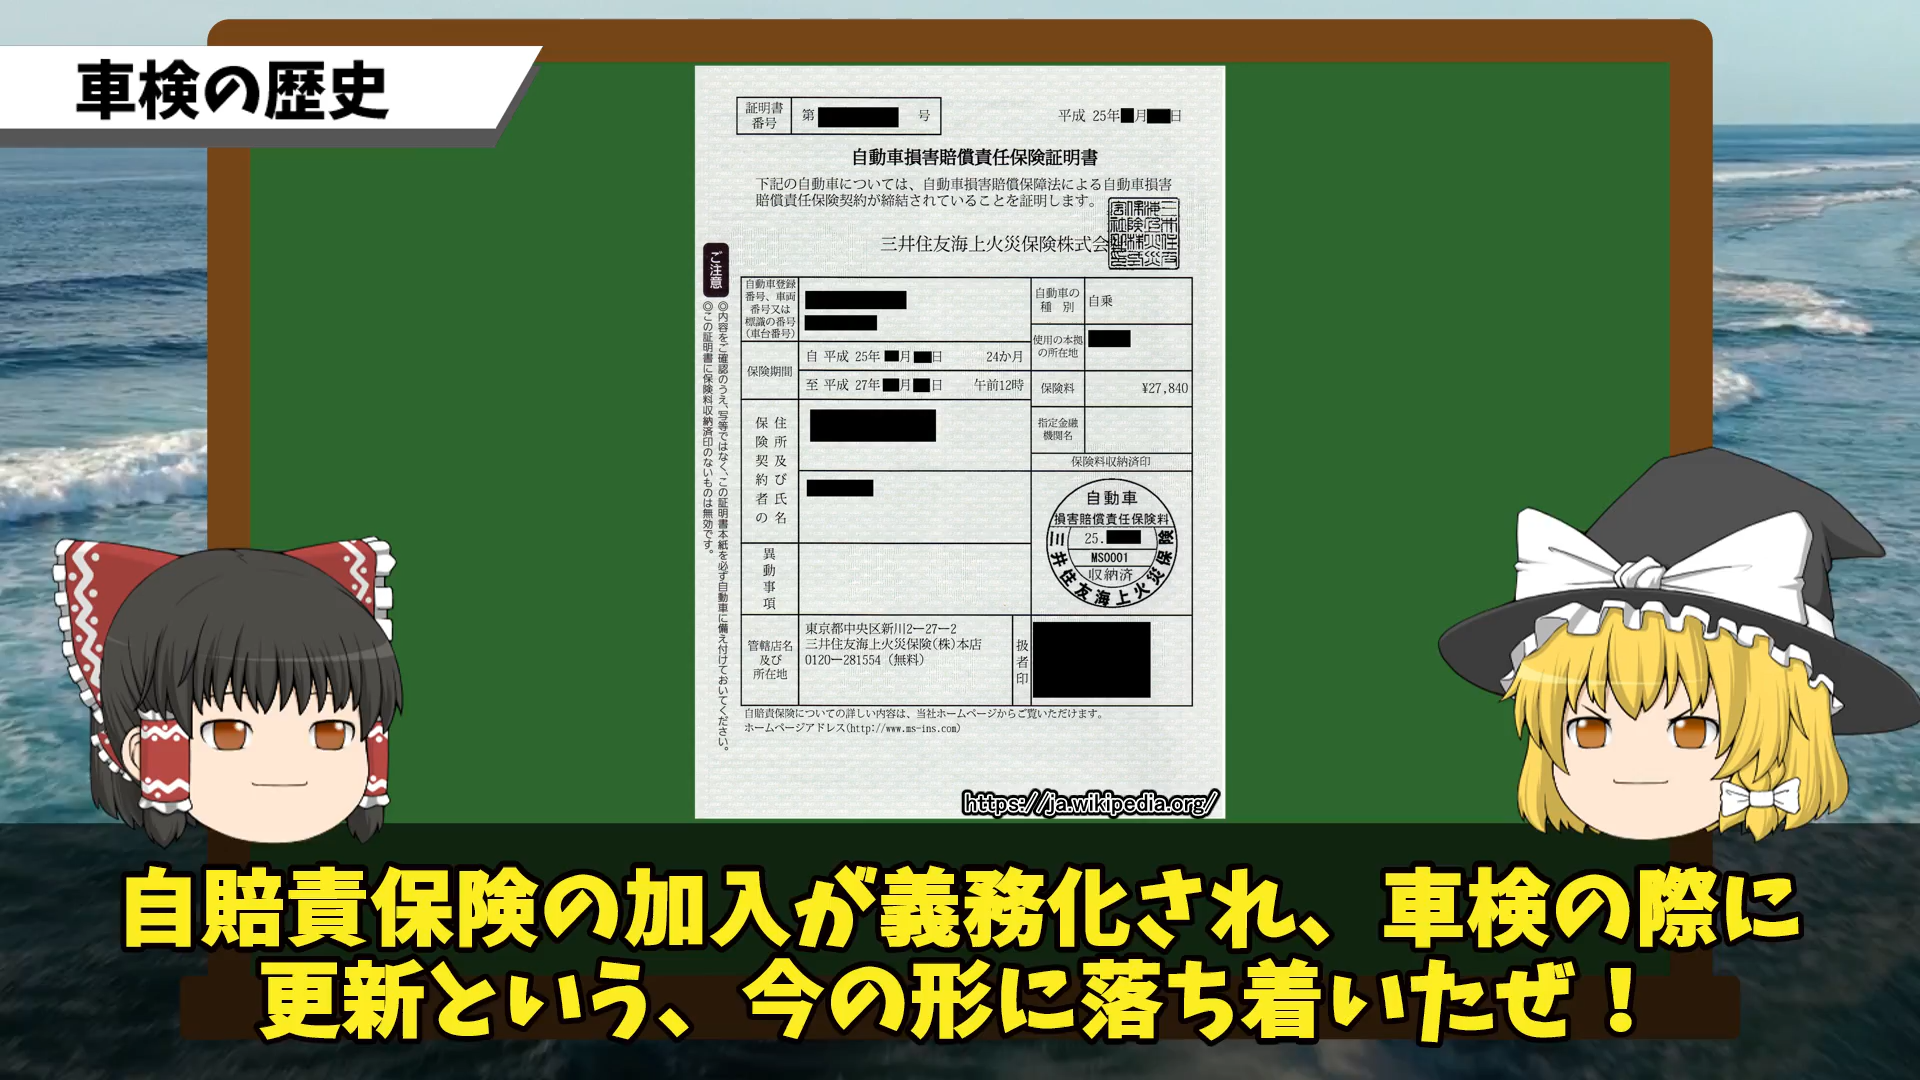 車検の歴史
証明書
番号
第
号
平成 25年 月 日
自動車損害賠償責任保険証明書
下記の自動車については、自動車損害賠償保障法による自動車損害
賠償責任保険契約が締結されていることを証明します。
三井住友海上火災保険株式会
ご注意
◎内容をご確認のうえ、写等ではなく、この証明書本紙を必ず自動車に備え付けておいてください。
◎この証明書に保険料収納済印のないものは無効です。
自動車登録
番号、車両
番号又は
標識の番号
(車台番号)
自動車の
種 別
自乗
使用の本拠
の所在地
保険期間
自 平成 25年 月 日 24か月
至 平成 27年 月 日 午前12時
保険料
¥27,840
指定金融
機関名
保険料収納済印
保険契約者の
住所及び氏名
自動車
損害賠償責任保険料
25.
MS0001
収納済
三井住友海上火災保険
異動事項
管轄店名
及び
所在地
東京都中央区新川2ー27ー2
三井住友海上火災保険(株)本店
0120ー281554 (無料)
扱者印
自賠責保険についての詳しい内容は、当社ホームページからご覧いただけます。
ホームページアドレス(http://www.ms-ins.com)
https://ja.wikipedia.org/
自賠責保険の加入が義務化され、車検の際に
更新という、今の形に落ち着いたぜ！